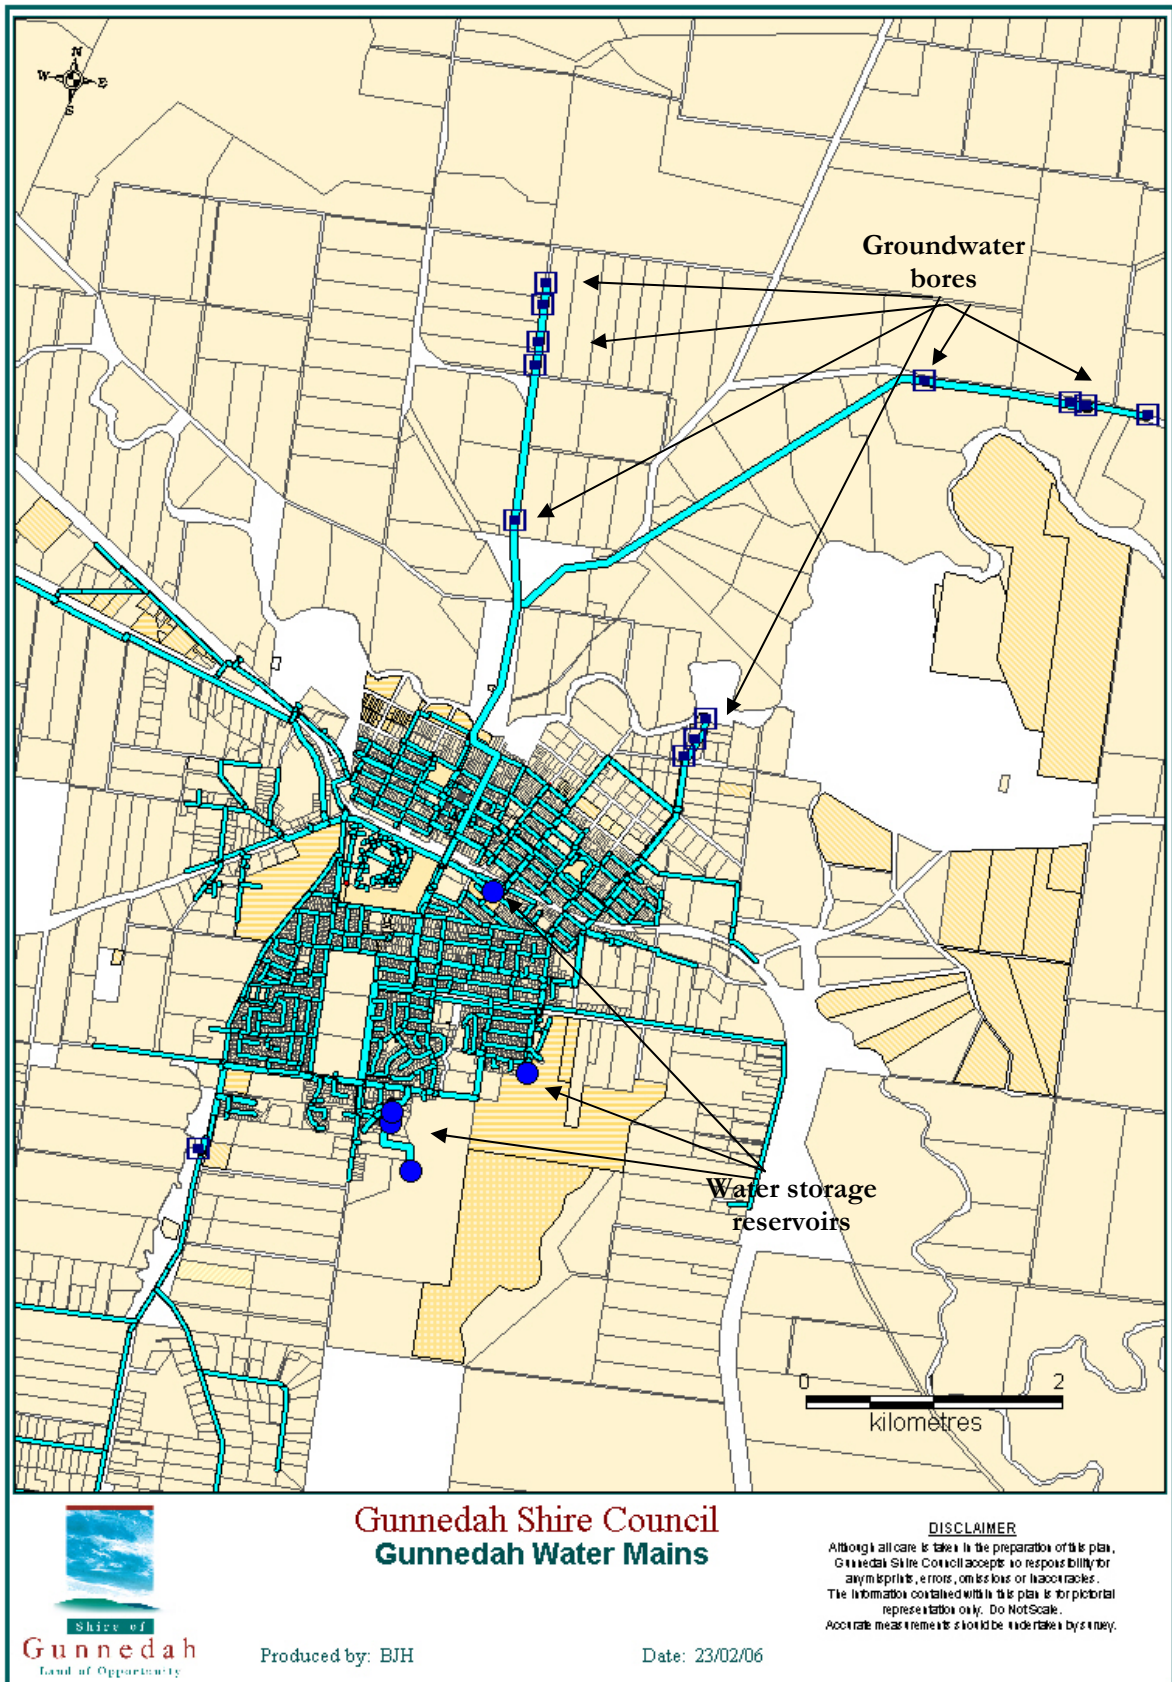 N
W E
S
Groundwater
bores
Water storage
reservoirs
0 1 2
kilometres
Gunnedah Shire Council
Gunnedah Water Mains
Shire of
Gunnedah
Land of Opportunity
Produced by: BJH
Date: 23/02/06
DISCLAIMER
Although all care is taken in the preparation of this plan,
Gunnedah Shire Council accepts no responsibility for
any misprints, errors, omissions or inaccuracies.
The information contained within this plan is for pictorial
representation only. Do Not Scale.
Accurate measurements should be undertaken by survey.